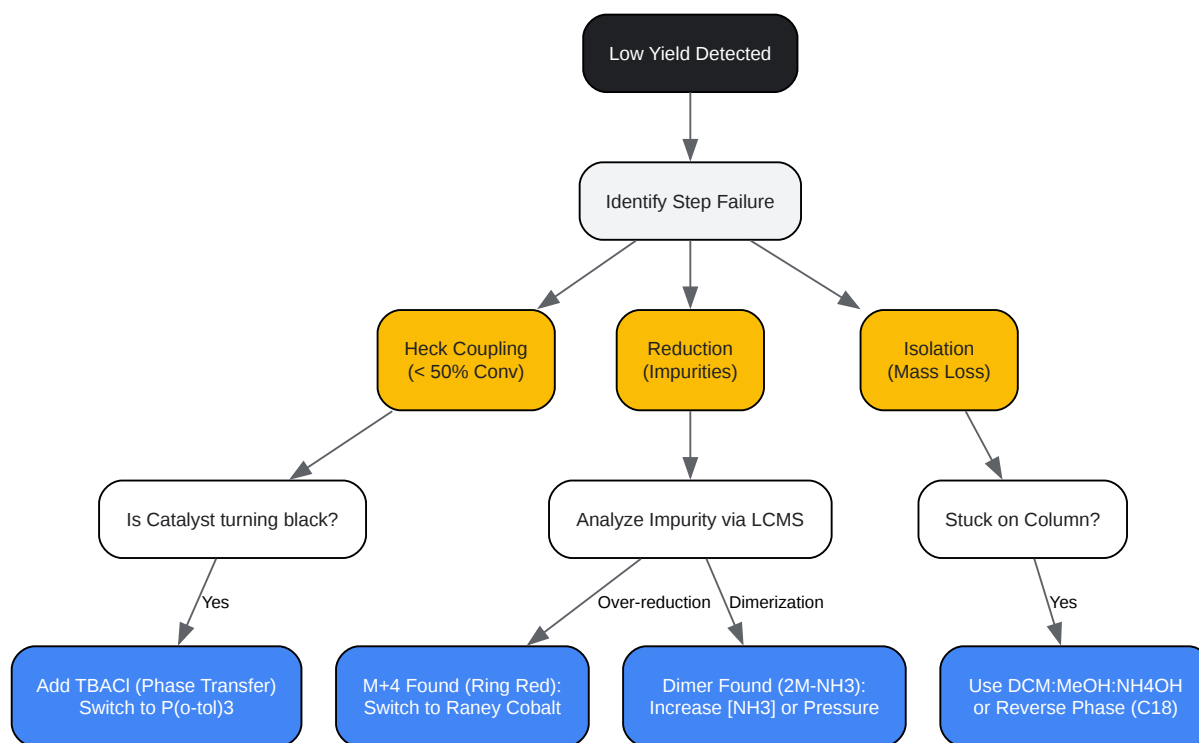 Low Yield Detected
Identify Step Failure
Heck Coupling
(< 50% Conv)
Reduction
(Impurities)
Isolation
(Mass Loss)
Is Catalyst turning black?
Analyze Impurity via LCMS
Stuck on Column?
Yes
Over-reduction
Dimerization
Yes
Add TBACl (Phase Transfer)
Switch to P(o-tol)3
M+4 Found (Ring Red):
Switch to Raney Cobalt
Dimer Found (2M-NH3):
Increase [NH3] or Pressure
Use DCM:MeOH:NH4OH
or Reverse Phase (C18)